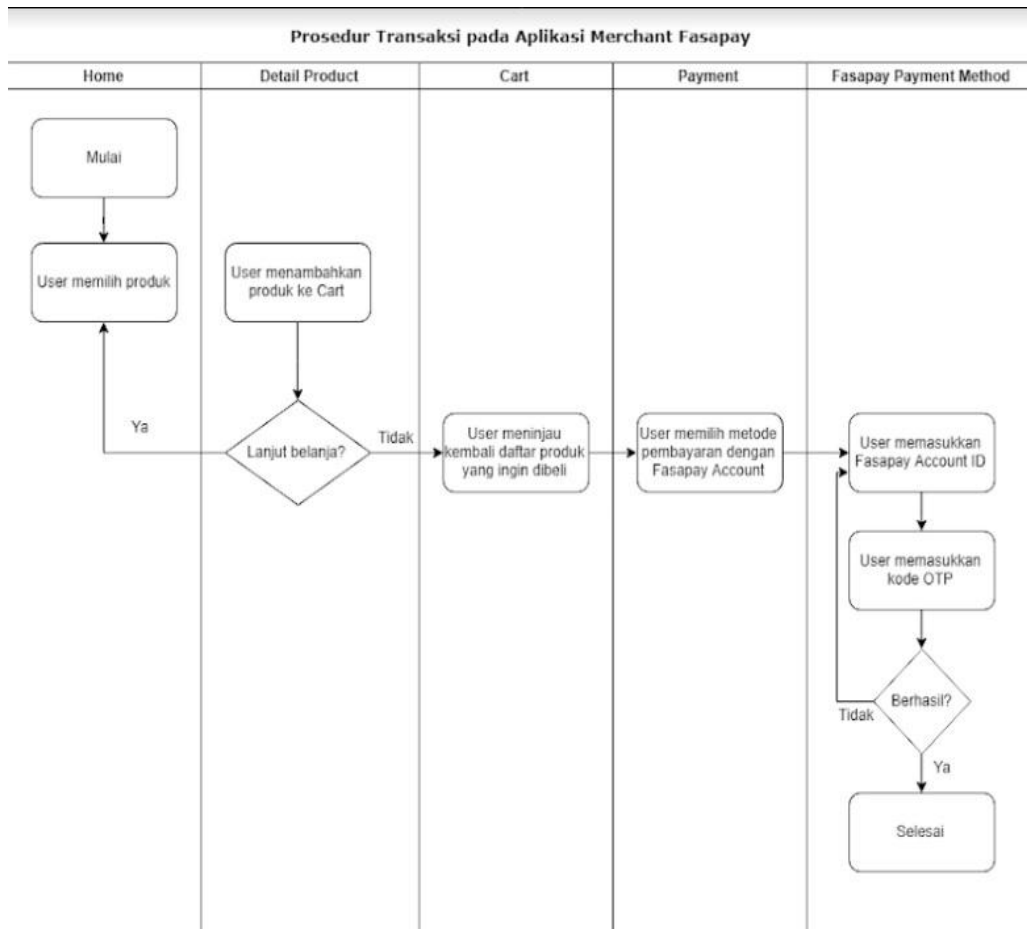 Prosedur Transaksi pada Aplikasi Merchant Fasapay
Home
Detail Product
Cart
Payment
Fasapay Payment Method
Mulai
User memilih produk
User menambahkan
produk ke Cart
Ya
Lanjut belanja?
Tidak
User meninjau
kembali daftar produk
yang ingin dibeli
User memilih metode
pembayaran dengan
Fasapay Account
User memasukkan
Fasapay Account ID
User memasukkan
kode OTP
Berhasil?
Tidak
Ya
Selesai